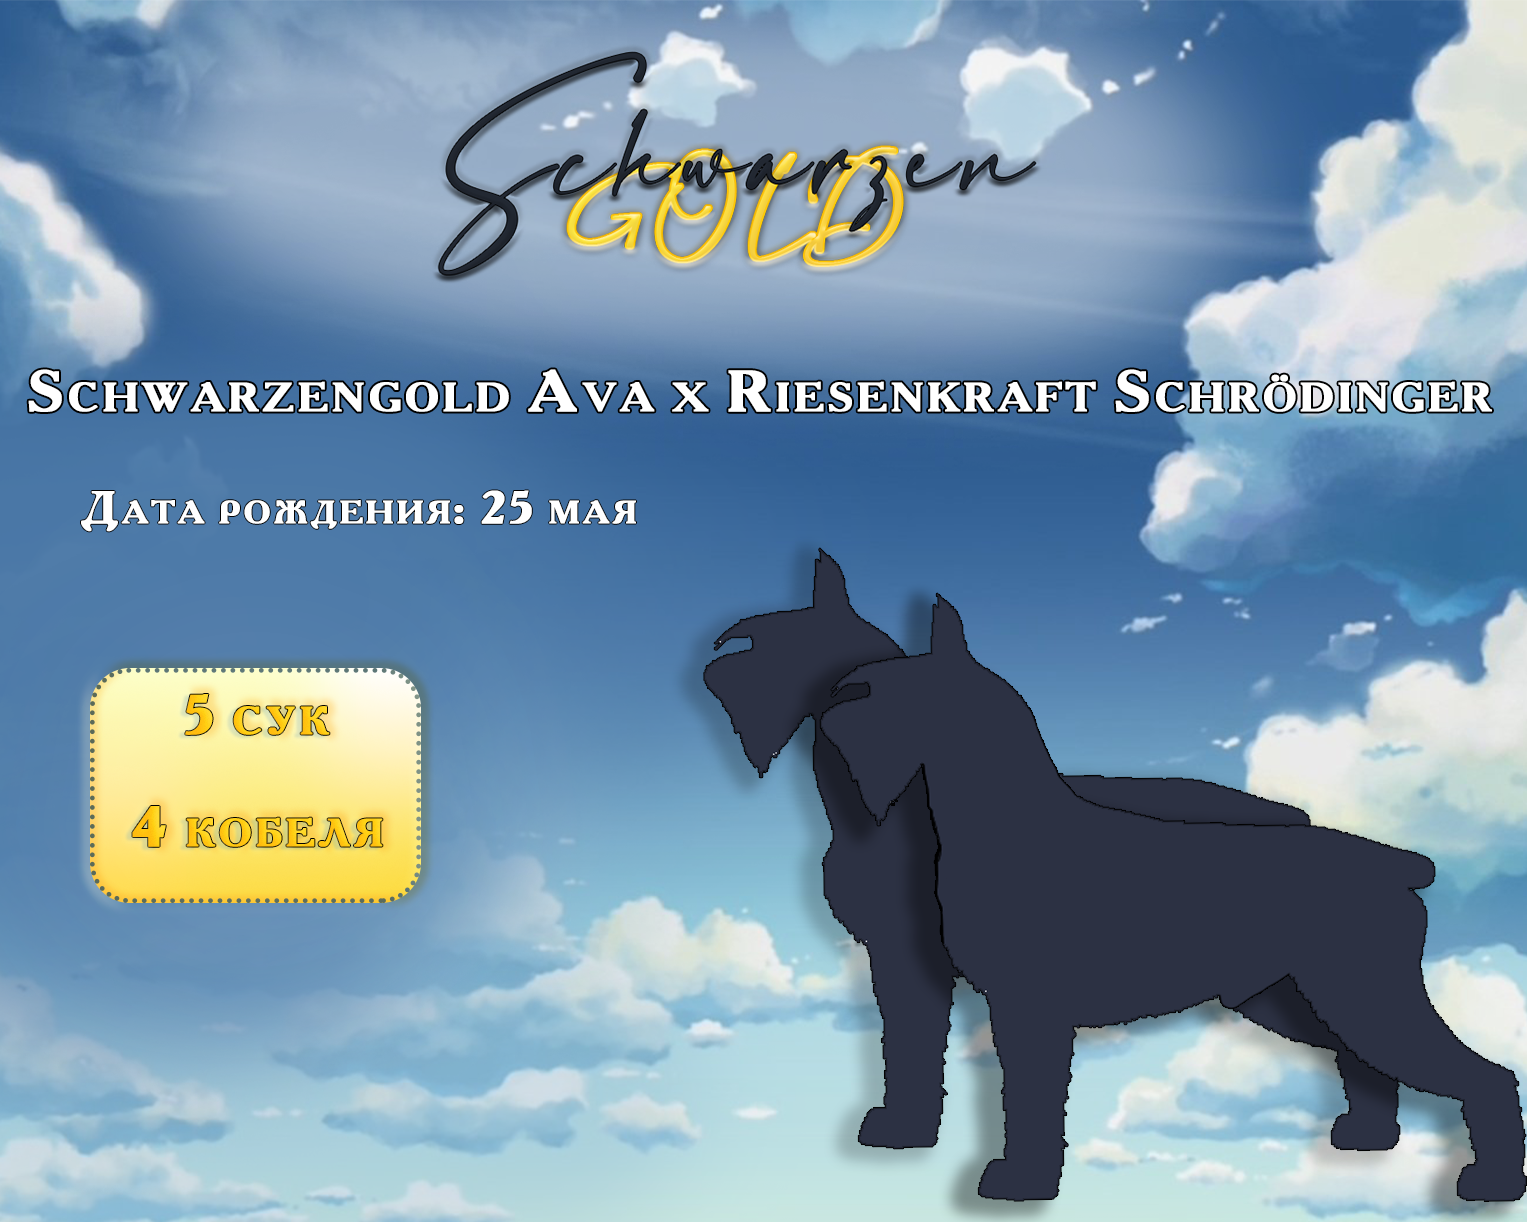 Schwarzen
GOLD
Schwarzengold Ava x Riesenkraft Schrödinger
Дата рождения: 25 мая
5 сук
4 кобеля